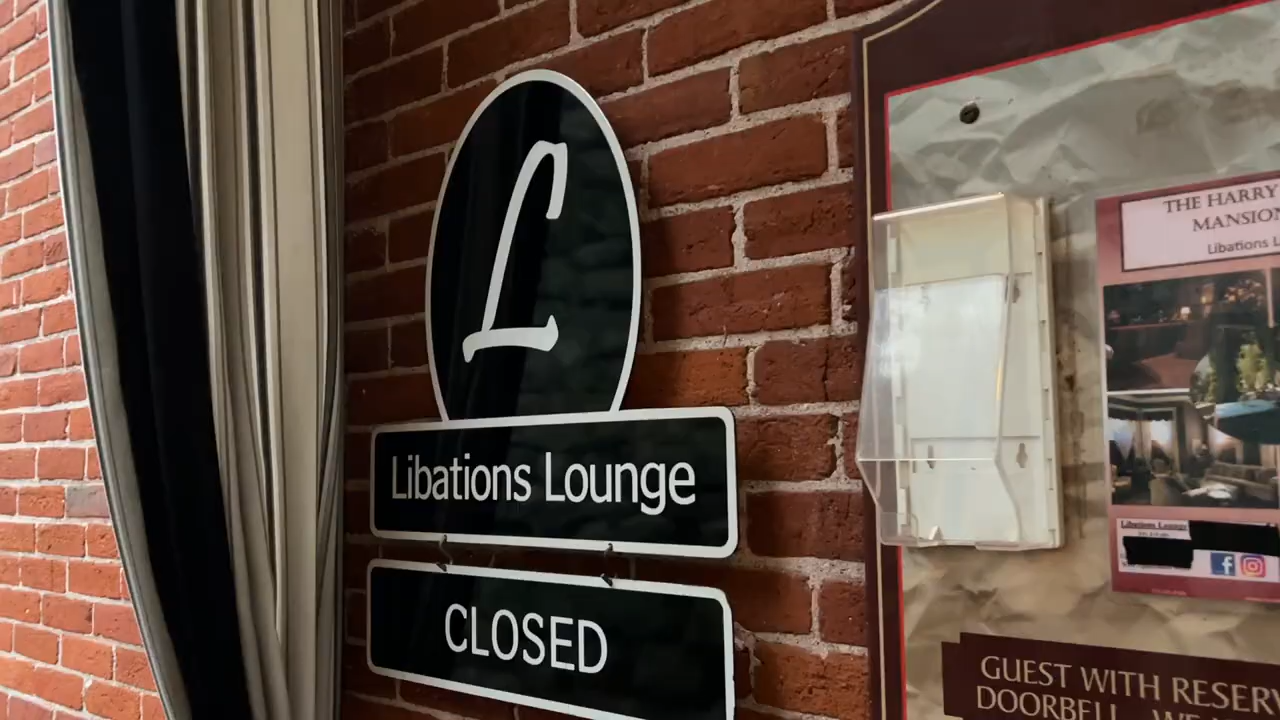 L
Libations Lounge
CLOSED
THE HARRY
MANSION
Libations L
Libations Lounge
GUEST WITH RESERV
DOORBELL